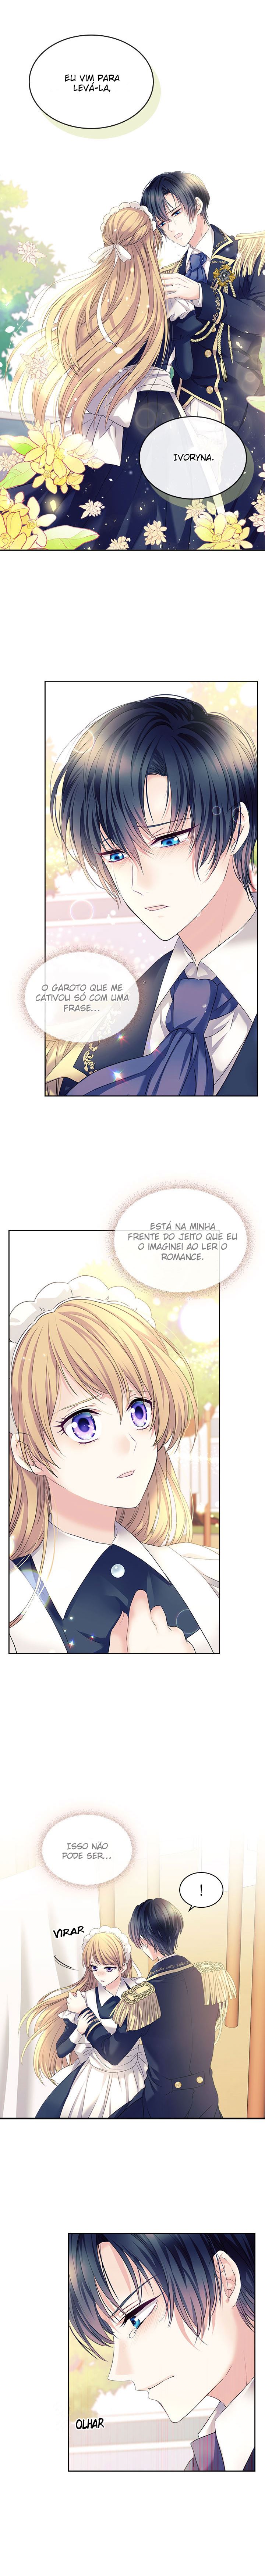 EU VIM PARA
LEVÁ-LA,
IVORYNA.
O GAROTO QUE ME
CATIVOU SÓ COM UMA
FRASE...
ESTÁ NA MINHA
FRENTE DO JEITO QUE EU
O IMAGINEI AO LER O
ROMANCE.
ISSO NÃO
PODE SER...
!
VIRAR
OLHAR